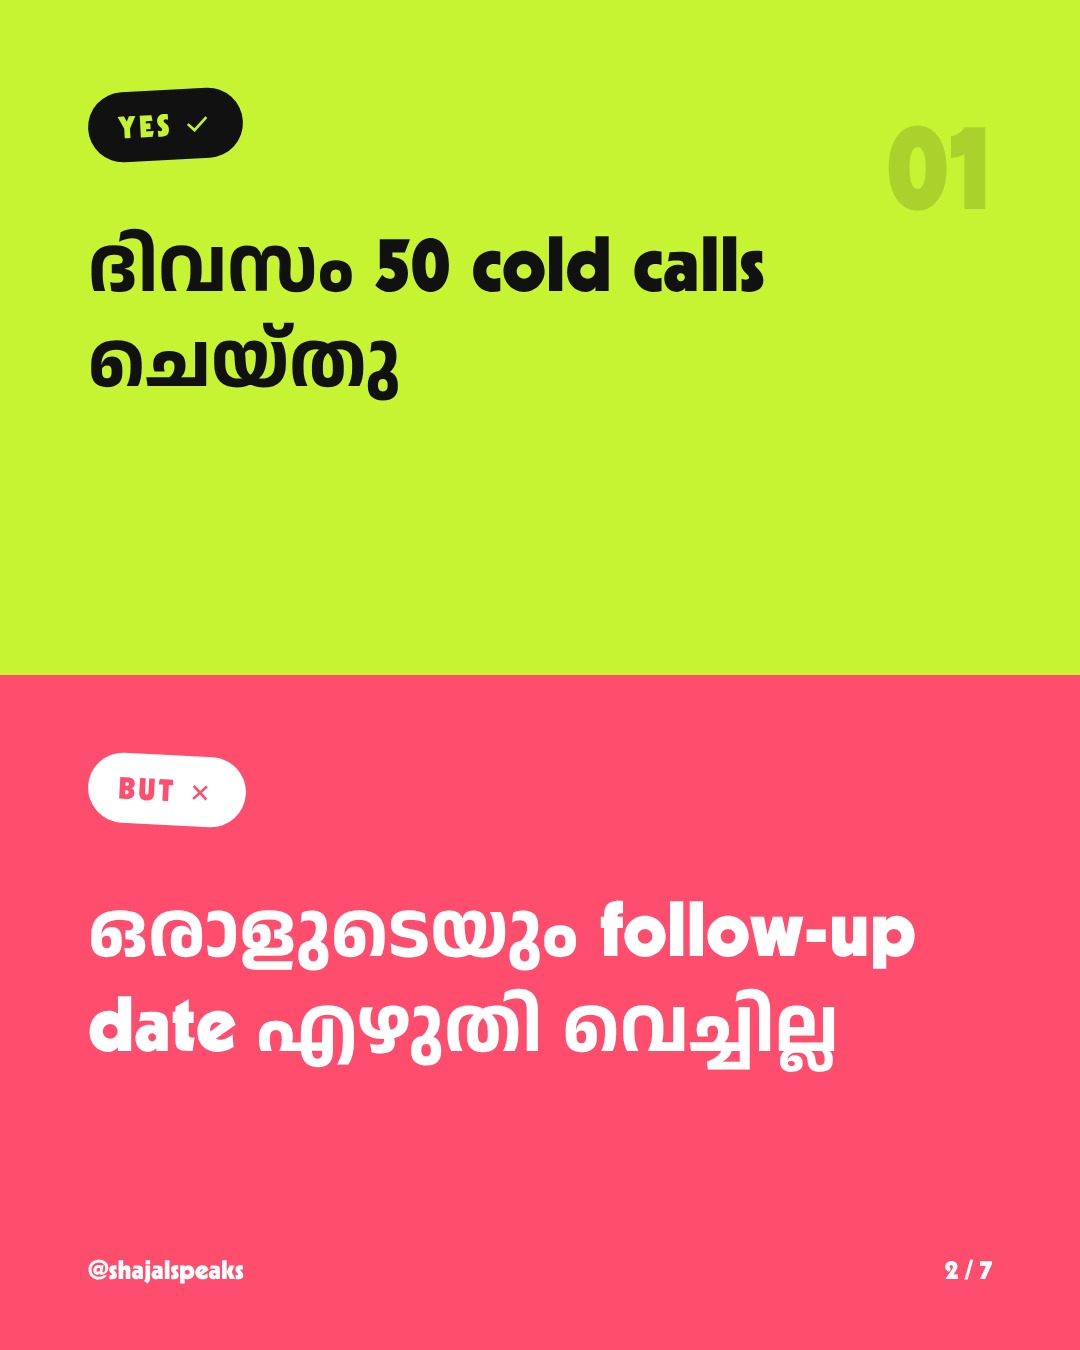 YES ✓
01
ദിവസം 50 cold calls
ചെയ്തു
BUT ✕
ഒരാളുടെയും follow-up
date എഴുതി വെച്ചില്ല
@shajalspeaks
2 / 7